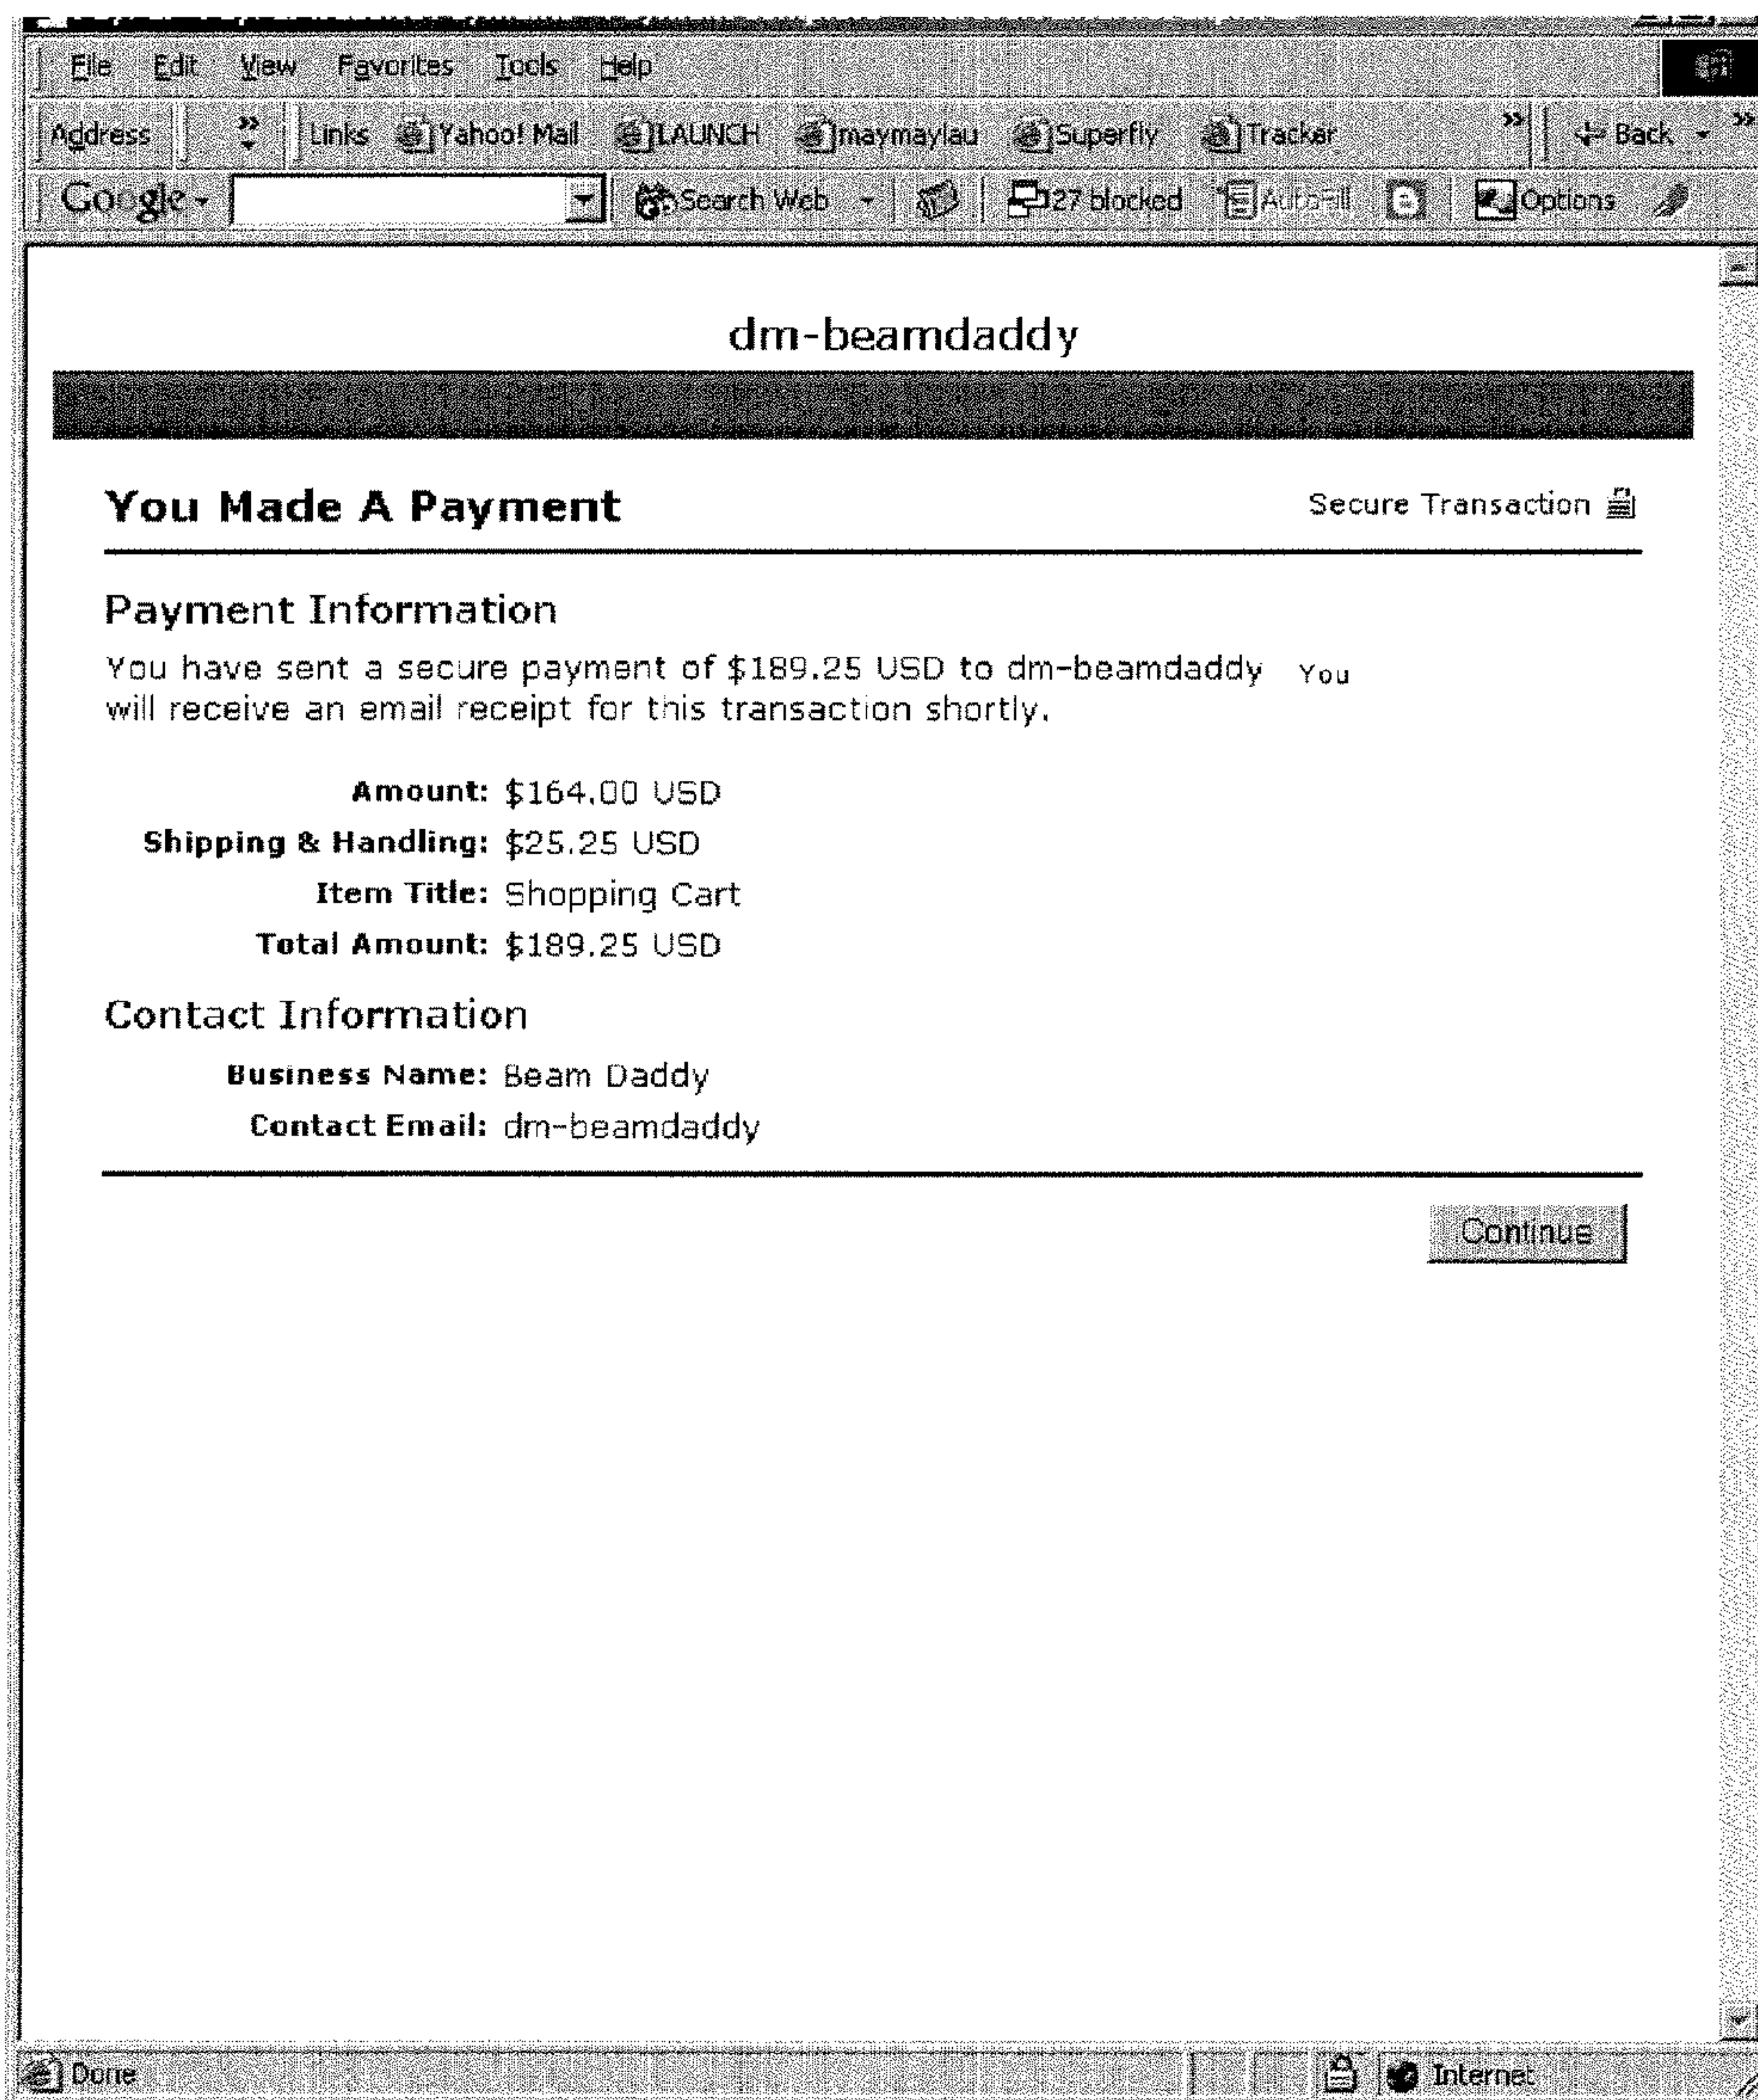 File Edit View Favorites Tools Help
Address » Links Yahoo! Mail LAUNCH maymaylau Superfly Tracker » Back »
Google Search Web 27 blocked AutoFill Options
dm-beamdaddy
You Made A Payment Secure Transaction
Payment Information
You have sent a secure payment of $189.25 USD to dm-beamdaddy You
will receive an email receipt for this transaction shortly.
Amount: $164.00 USD
Shipping & Handling: $25.25 USD
Item Title: Shopping Cart
Total Amount: $189.25 USD
Contact Information
Business Name: Beam Daddy
Contact Email: dm-beamdaddy
Continue
Done Internet